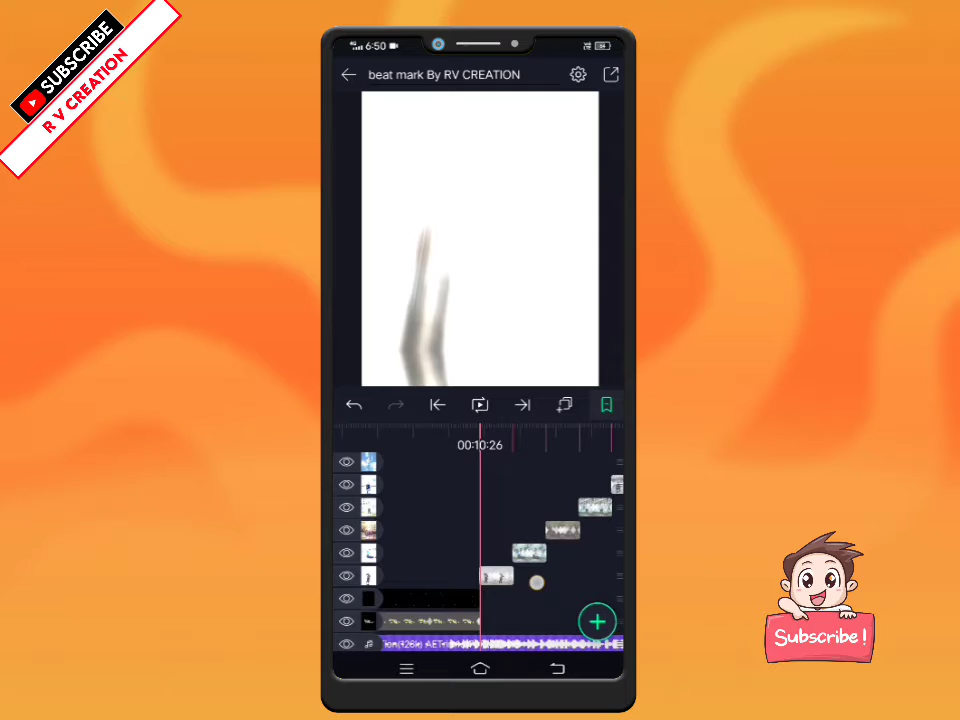 SUBSCRIBE
R V CREATION
6:50
beat mark By RV CREATION
00:10:26
Subscribe!